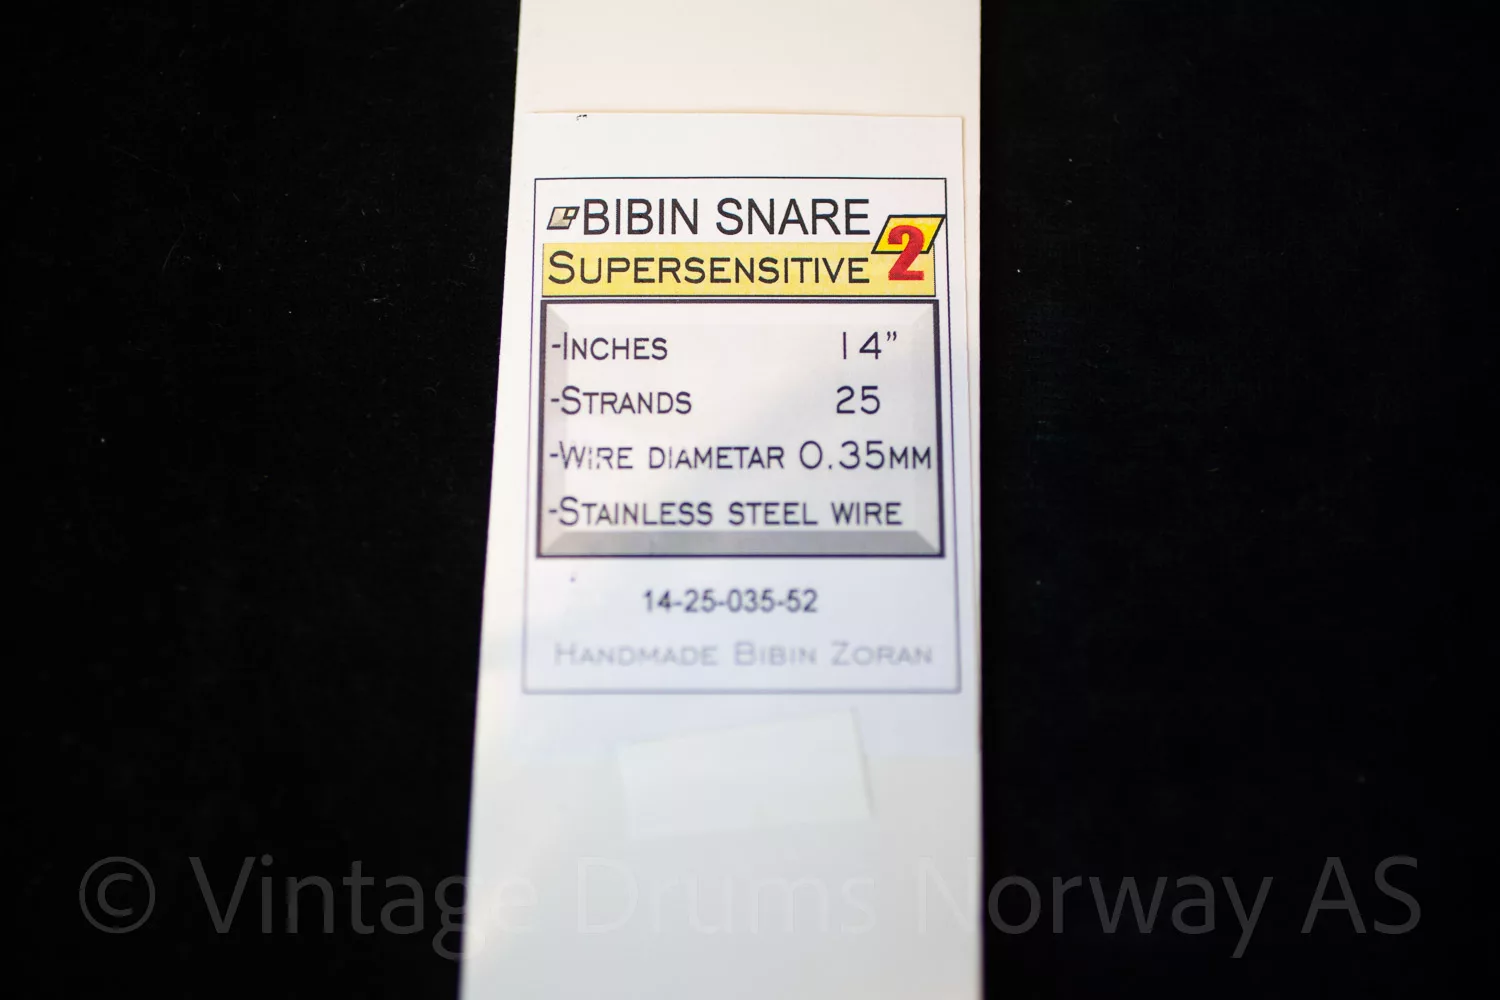 BIBIN SNARE
SUPERSENSITIVE 2
-INCHES 14”
-STRANDS 25
-WIRE DIAMETAR 0.35MM
-STAINLESS STEEL WIRE
14-25-035-52
HANDMADE BIBIN ZORAN
© Vintage Drums Norway AS